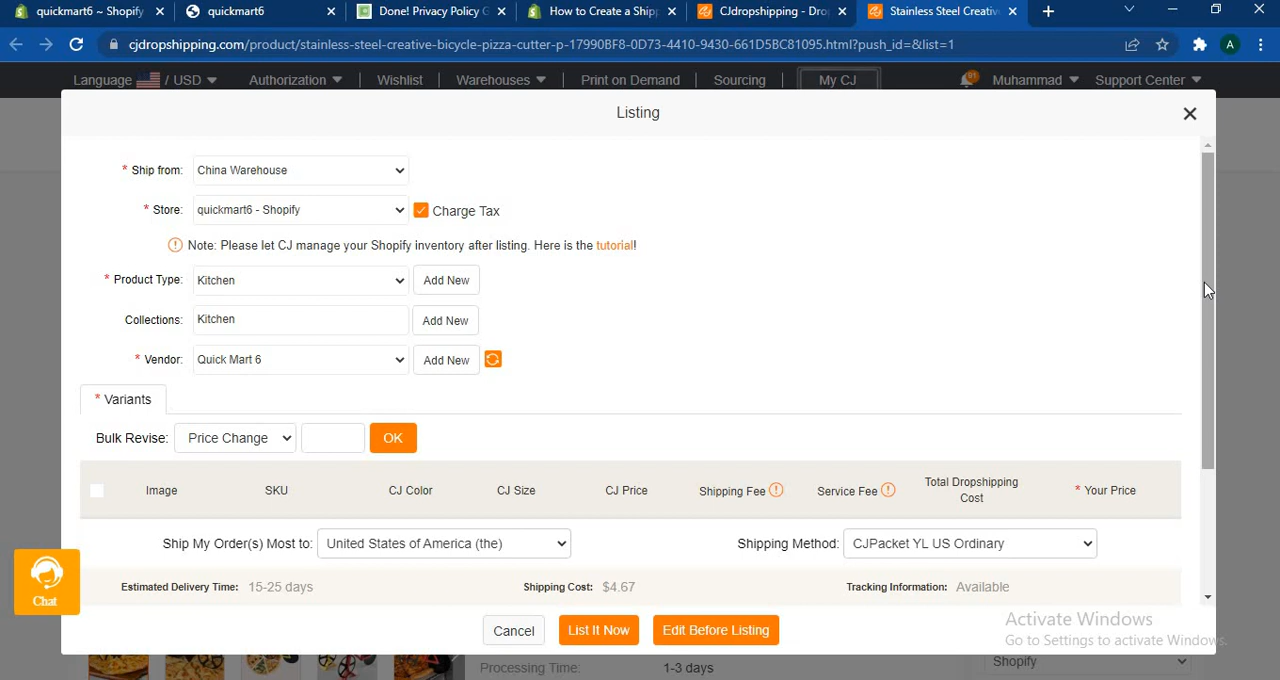 quickmart6 ~ Shopify
quickmart6
Done! Privacy Policy G
How to Create a Shipp
CJdropshipping - Drop
Stainless Steel Creativ
cjdropshipping.com/product/stainless-steel-creative-bicycle-pizza-cutter-p-17990BF8-0D73-4410-9430-661D5BC81095.html?push_id=&list=1
A
Language / USD Authorization Wishlist Warehouses Print on Demand Sourcing My CJ 91 Muhammad Support Center
Listing
* Ship from: China Warehouse
* Store: quickmart6 - Shopify Charge Tax
Note: Please let CJ manage your Shopify inventory after listing. Here is the tutorial!
* Product Type: Kitchen Add New
Collections: Kitchen Add New
* Vendor: Quick Mart 6 Add New
* Variants
Bulk Revise: Price Change OK
Image SKU CJ Color CJ Size CJ Price Shipping Fee Service Fee Total Dropshipping Cost * Your Price
Ship My Order(s) Most to: United States of America (the) Shipping Method: CJPacket YL US Ordinary
Estimated Delivery Time: 15-25 days Shipping Cost: $4.67 Tracking Information: Available
Chat
Cancel List It Now Edit Before Listing
Activate Windows
Go to Settings to activate Windows.
Processing Time: 1-3 days
Shopify